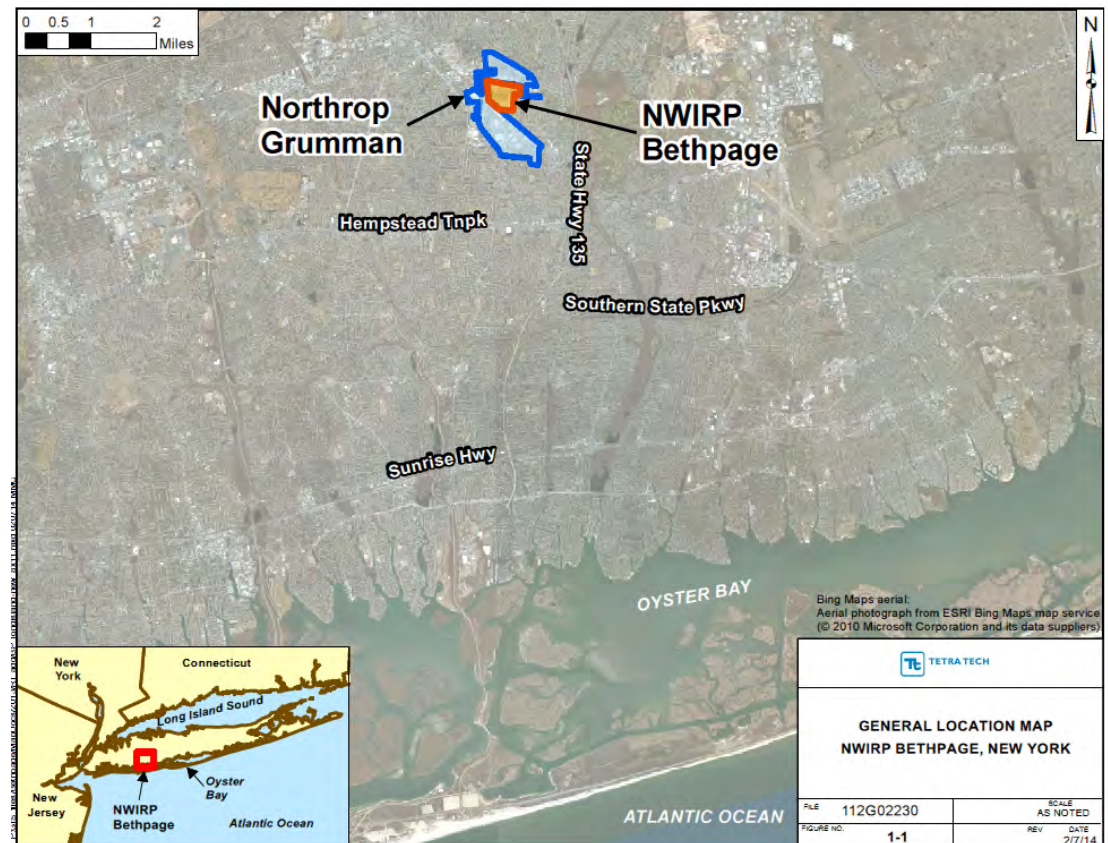 0 0.5 1 2
Miles
N
Northrop
Grumman
NWIRP
Bethpage
State Hwy 135
Hempstead Tnpk
Southern State Pkwy
Sunrise Hwy
OYSTER BAY
Bing Maps aerial:
Aerial photograph from ESRI Bing Maps map service
(© 2010 Microsoft Corporation and its data suppliers)
ATLANTIC OCEAN
New
York
Connecticut
Long Island Sound
New
Jersey
NWIRP
Bethpage
Oyster
Bay
Atlantic Ocean
Tt TETRA TECH
GENERAL LOCATION MAP
NWIRP BETHPAGE, NEW YORK
FILE 112G02230
SCALE
AS NOTED
FIGURE NO.
1-1
REV DATE
2/7/14